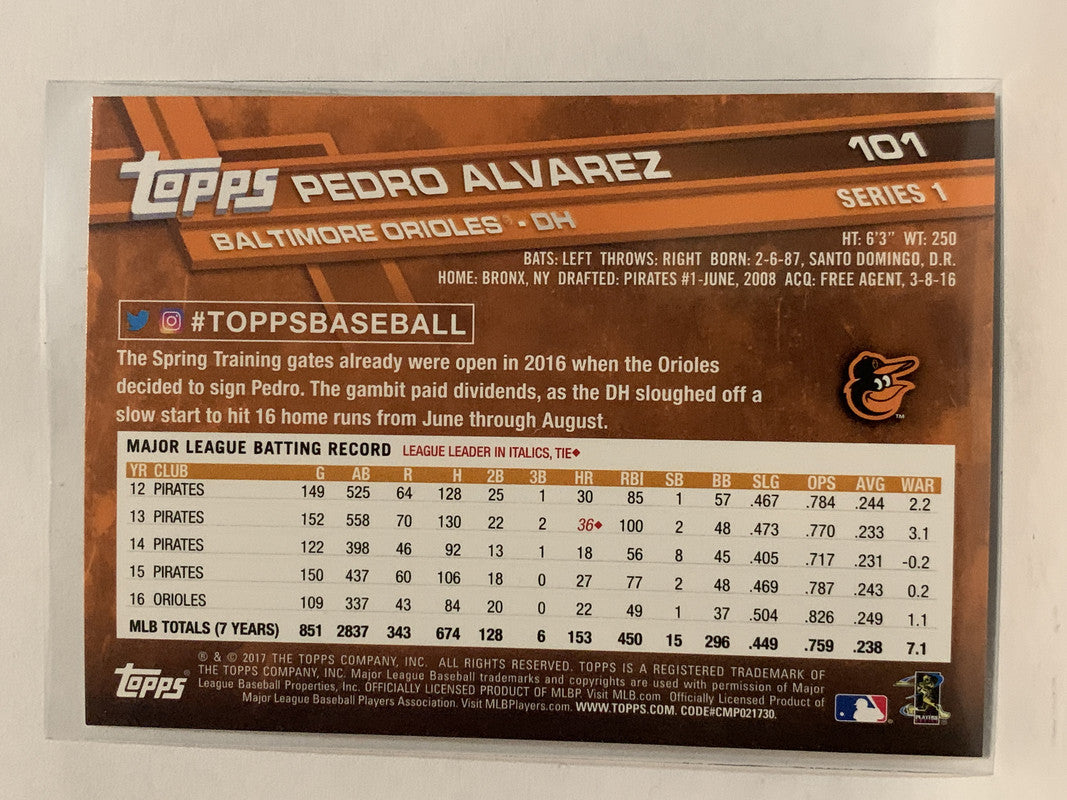 TOPPS PEDRO ALVAREZ 101
BALTIMORE ORIOLES® • DH SERIES 1
HT: 6'3" WT: 250
BATS: LEFT THROWS: RIGHT BORN: 2-6-87, SANTO DOMINGO, D.R.
HOME: BRONX, NY DRAFTED: PIRATES #1-JUNE, 2008 ACQ: FREE AGENT, 3-8-16
#TOPPSBASEBALL
The Spring Training gates already were open in 2016 when the Orioles
decided to sign Pedro. The gambit paid dividends, as the DH sloughed off a
slow start to hit 16 home runs from June through August.
MAJOR LEAGUE BATTING RECORD LEAGUE LEADER IN ITALICS, TIE♦
YR CLUB G AB R H 2B 3B HR RBI SB BB SLG OPS AVG WAR
12 PIRATES 149 525 64 128 25 1 30 85 1 57 .467 .784 .244 2.2
13 PIRATES 152 558 70 130 22 2 36♦ 100 2 48 .473 .770 .233 3.1
14 PIRATES 122 398 46 92 13 1 18 56 8 45 .405 .717 .231 -0.2
15 PIRATES 150 437 60 106 18 0 27 77 2 48 .469 .787 .243 0.2
16 ORIOLES 109 337 43 84 20 0 22 49 1 37 .504 .826 .249 1.1
MLB TOTALS (7 YEARS) 851 2837 343 674 128 6 153 450 15 296 .449 .759 .238 7.1
TOPPS
® & © 2017 THE TOPPS COMPANY, INC. ALL RIGHTS RESERVED. TOPPS IS A REGISTERED TRADEMARK OF
THE TOPPS COMPANY, INC. Major League Baseball trademarks and copyrights are used with permission of Major
League Baseball Properties, Inc. OFFICIALLY LICENSED PRODUCT OF MLBP. Visit MLB.com Officially Licensed Product of
Major League Baseball Players Association. Visit MLBPlayers.com. WWW.TOPPS.COM. CODE#CMP021730.